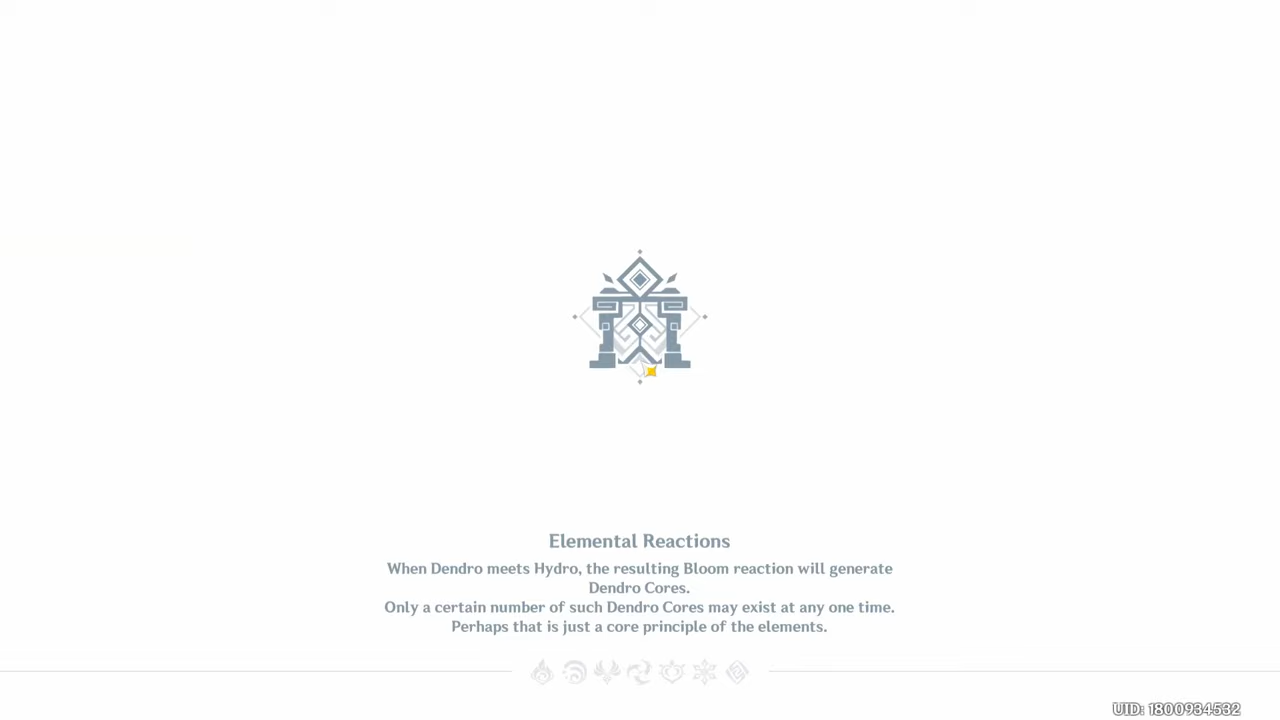 Elemental Reactions
When Dendro meets Hydro, the resulting Bloom reaction will generate
Dendro Cores.
Only a certain number of such Dendro Cores may exist at any one time.
Perhaps that is just a core principle of the elements.
UID: 1800934532